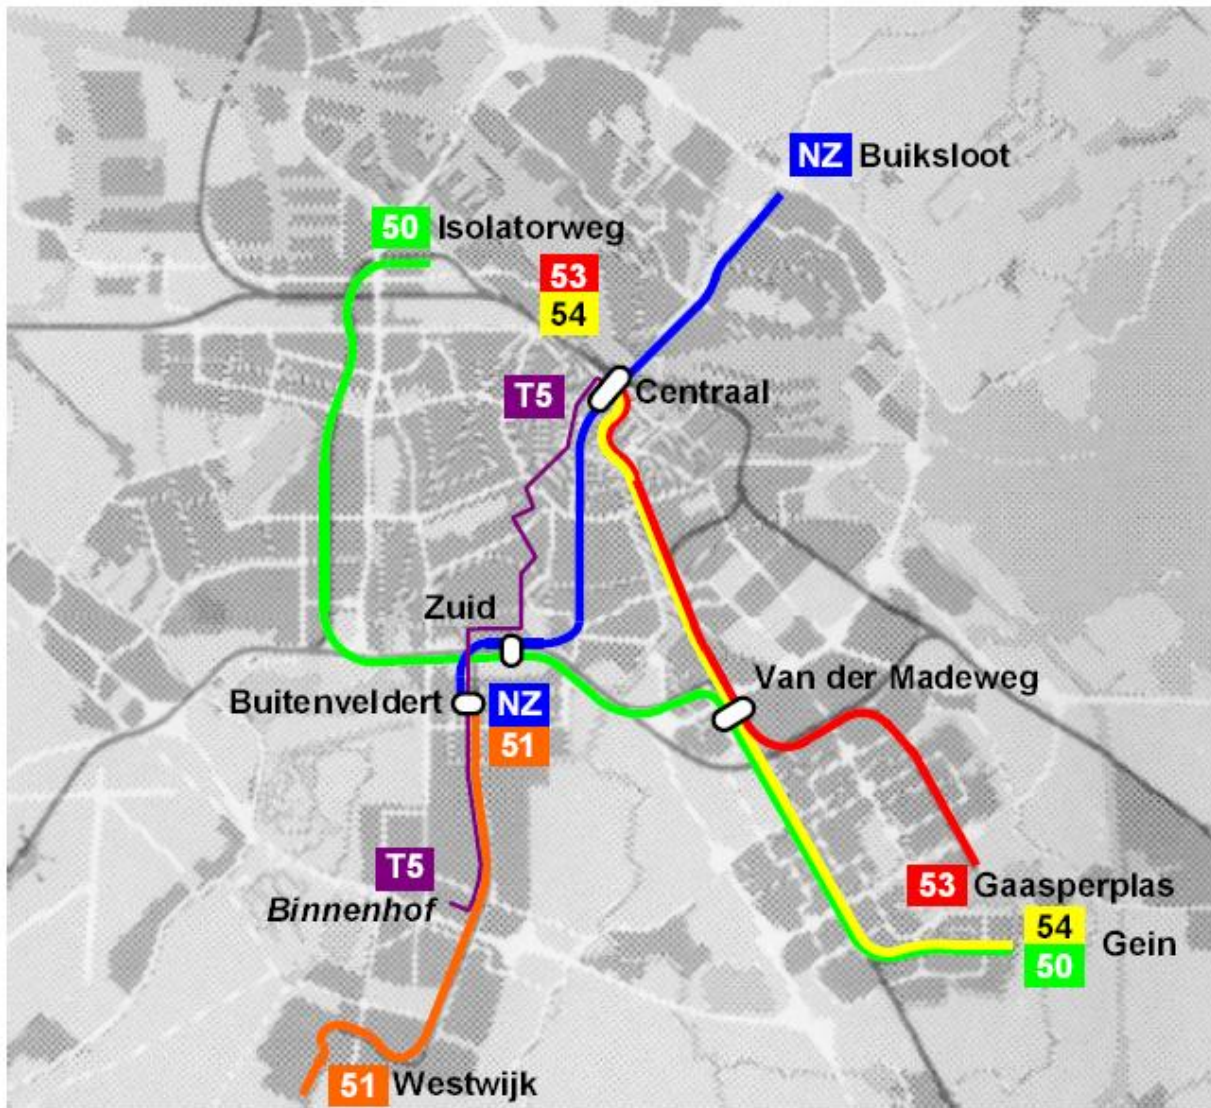 NZ Buiksloot
50 Isolatorweg
53
54
T5
Centraal
Zuid
Van der Madeweg
Buitenveldert
NZ
51
T5
Binnenhof
53 Gaasperplas
54
Gein
50
51 Westwijk